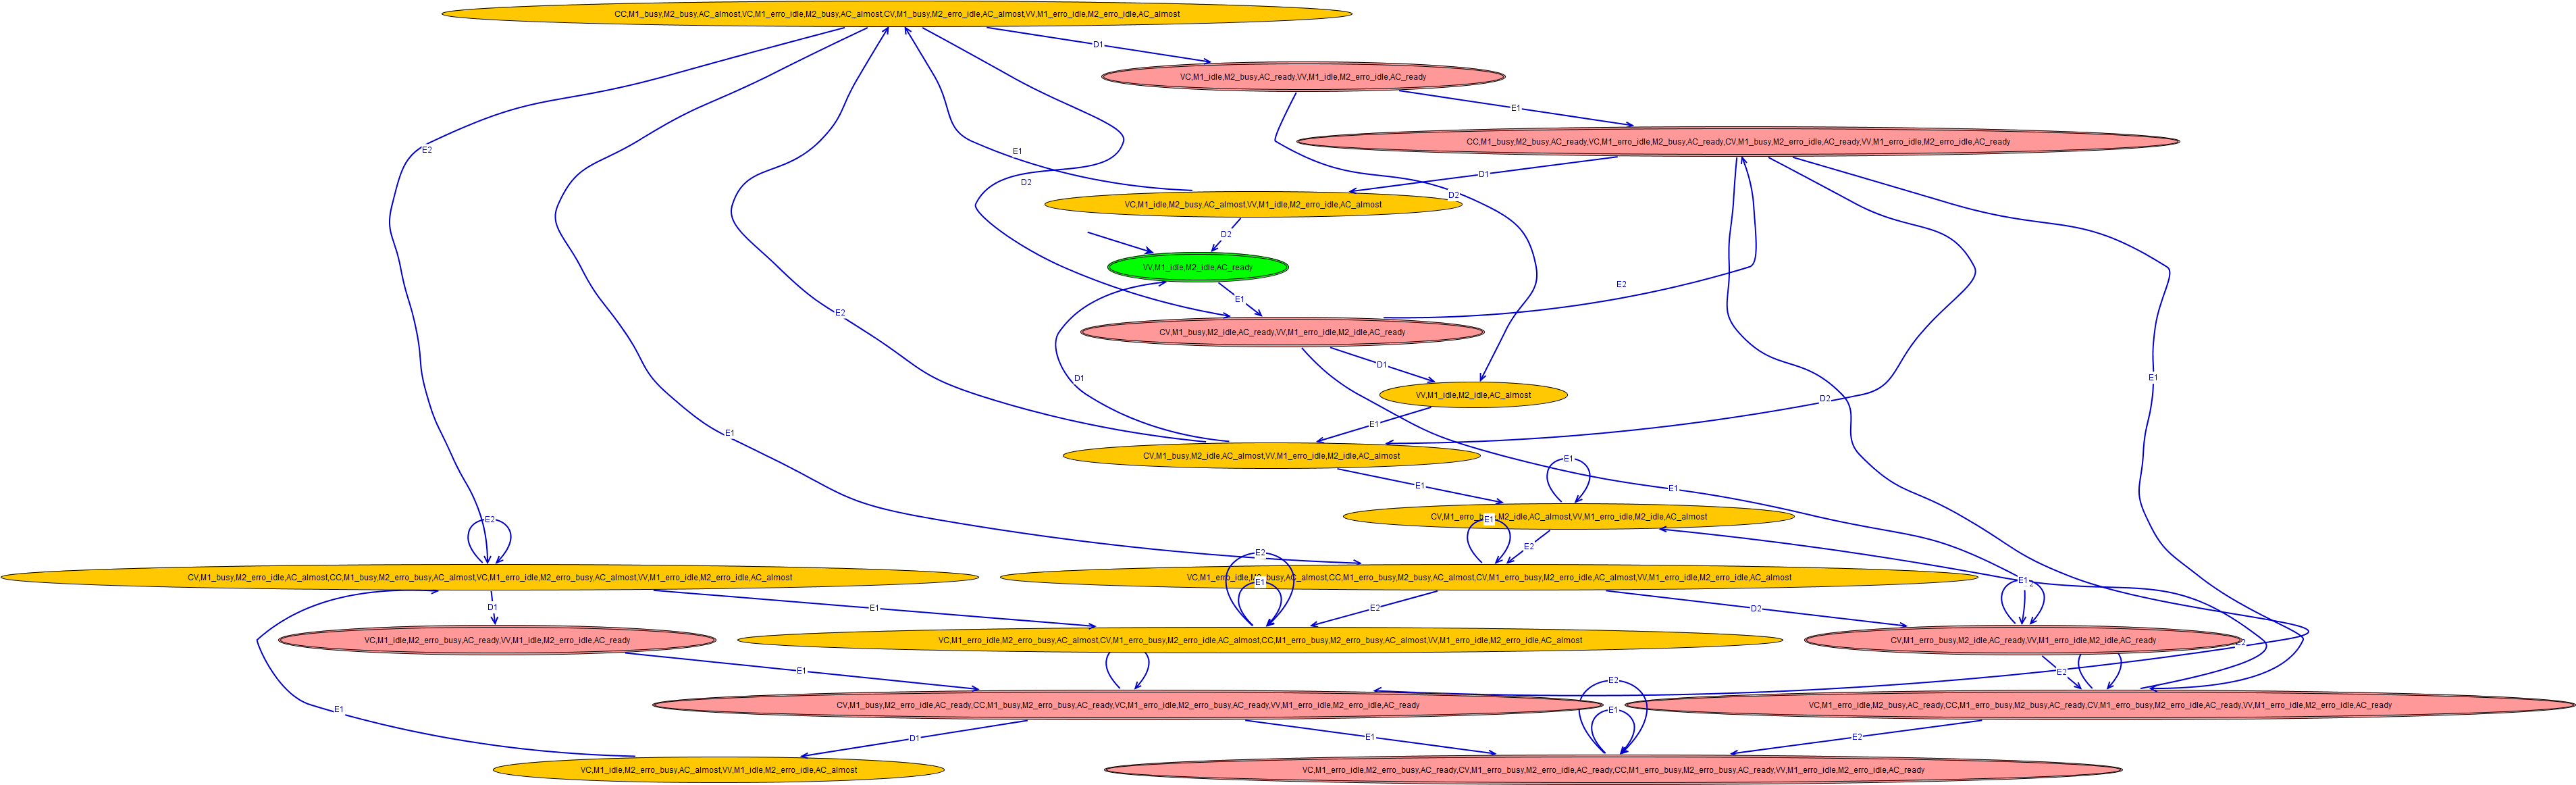 CC,M1_busy,M2_busy,AC_almost,VC,M1_erro_idle,M2_busy,AC_almost,CV,M1_busy,M2_erro_idle,AC_almost,VV,M1_erro_idle,M2_erro_idle,AC_almost
D1
VC,M1_idle,M2_busy,AC_ready,VV,M1_idle,M2_erro_idle,AC_ready
E1
CC,M1_busy,M2_busy,AC_ready,VC,M1_erro_idle,M2_busy,AC_ready,CV,M1_busy,M2_erro_idle,AC_ready,VV,M1_erro_idle,M2_erro_idle,AC_ready
E2
E1
D1
D2
D2
VC,M1_idle,M2_busy,AC_almost,VV,M1_idle,M2_erro_idle,AC_almost
D2
VV,M1_idle,M2_idle,AC_ready
E1
E2
E2
CV,M1_busy,M2_idle,AC_ready,VV,M1_erro_idle,M2_idle,AC_ready
D1
D1
E1
VV,M1_idle,M2_idle,AC_almost
D2
E1
E1
CV,M1_busy,M2_idle,AC_almost,VV,M1_erro_idle,M2_idle,AC_almost
E1
E1
E1
CV,M1_erro_busy,M2_idle,AC_almost,VV,M1_erro_idle,M2_idle,AC_almost
E2
E1
E2
E2
CV,M1_busy,M2_erro_idle,AC_almost,CC,M1_busy,M2_erro_busy,AC_almost,VC,M1_erro_idle,M2_erro_busy,AC_almost,VV,M1_erro_idle,M2_erro_idle,AC_almost
VC,M1_erro_idle,M2_busy,AC_almost,CC,M1_erro_busy,M2_busy,AC_almost,CV,M1_erro_busy,M2_erro_idle,AC_almost,VV,M1_erro_idle,M2_erro_idle,AC_almost
E1
E1
D1
E1
E2
D2
VC,M1_idle,M2_erro_busy,AC_ready,VV,M1_idle,M2_erro_idle,AC_ready
VC,M1_erro_idle,M2_erro_busy,AC_almost,CV,M1_erro_busy,M2_erro_idle,AC_almost,CC,M1_erro_busy,M2_erro_busy,AC_almost,VV,M1_erro_idle,M2_erro_idle,AC_almost
CV,M1_erro_busy,M2_idle,AC_ready,VV,M1_erro_idle,M2_idle,AC_ready
E1
E2
E2
CV,M1_busy,M2_erro_idle,AC_ready,CC,M1_busy,M2_erro_busy,AC_ready,VC,M1_erro_idle,M2_erro_busy,AC_ready,VV,M1_erro_idle,M2_erro_idle,AC_ready
VC,M1_erro_idle,M2_busy,AC_ready,CC,M1_erro_busy,M2_busy,AC_ready,CV,M1_erro_busy,M2_erro_idle,AC_ready,VV,M1_erro_idle,M2_erro_idle,AC_ready
E1
D1
E1
E1
E2
VC,M1_idle,M2_erro_busy,AC_almost,VV,M1_idle,M2_erro_idle,AC_almost
VC,M1_erro_idle,M2_erro_busy,AC_ready,CV,M1_erro_busy,M2_erro_idle,AC_ready,CC,M1_erro_busy,M2_erro_busy,AC_ready,VV,M1_erro_idle,M2_erro_idle,AC_ready